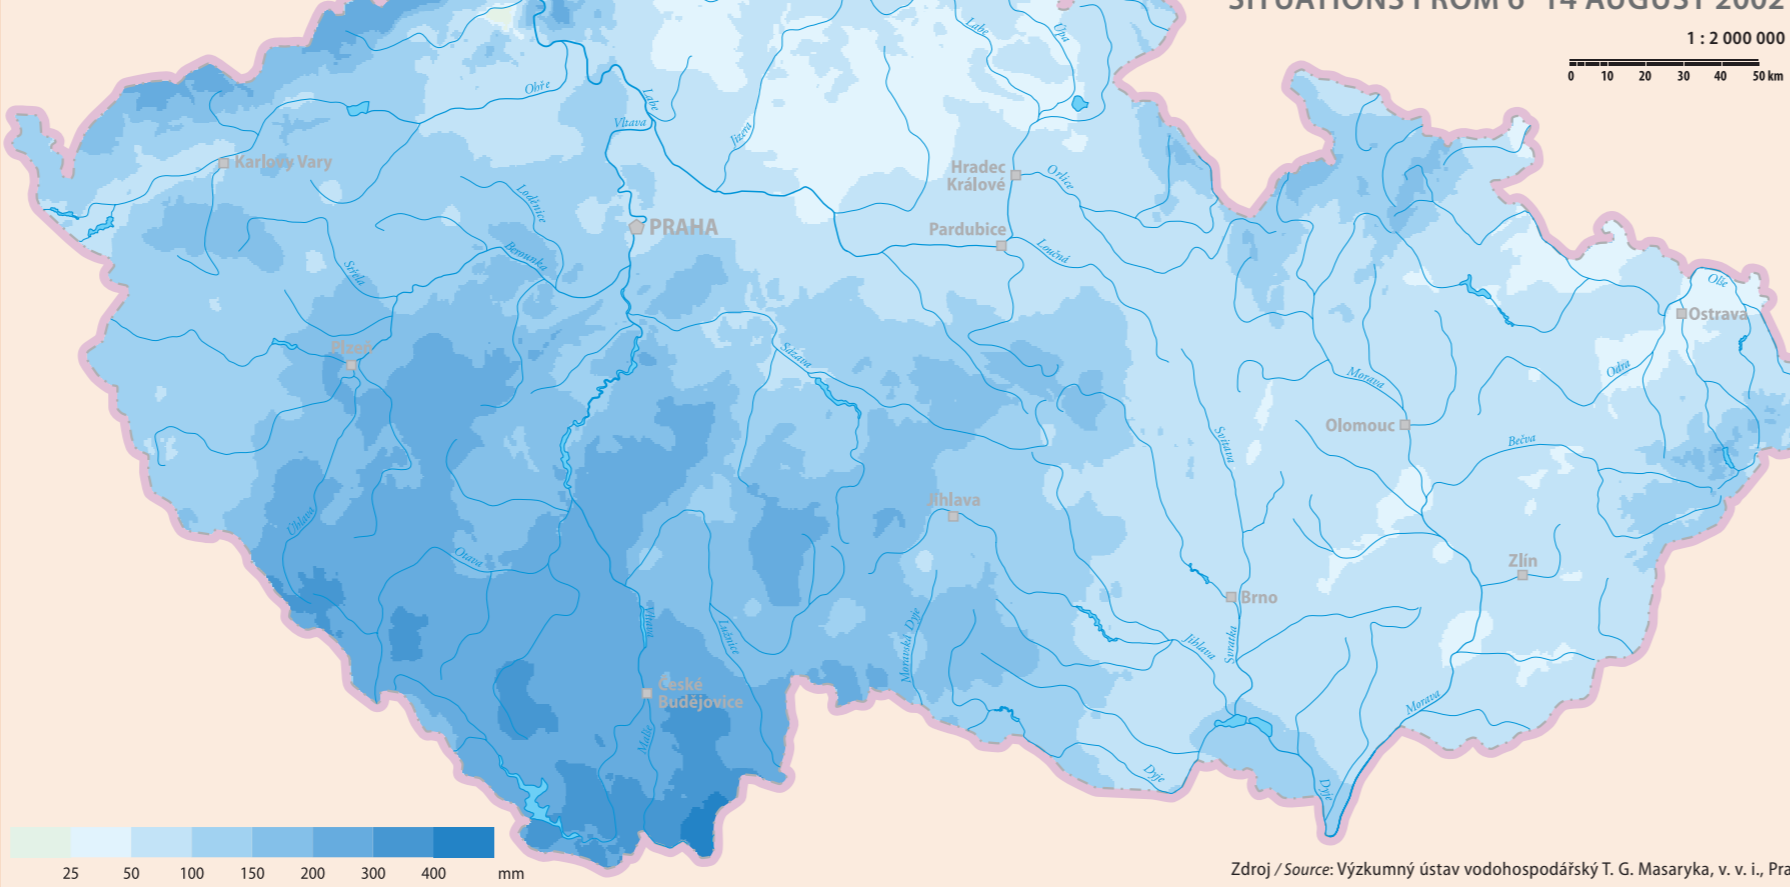 SITUATIONS FROM 6–14 AUGUST 2002
1 : 2 000 000
0 10 20 30 40 50 km
Labe
Úpa
Ohře
Labe
Vltava
Jizera
Karlovy Vary
Hradec
Králové
Orlice
Loděnice
PRAHA
Pardubice
Loučná
Berounka
Střela
Olše
Ostrava
Plzeň
Sázava
Morava
Odra
Olomouc
Svitava
Bečva
Jihlava
Úhlava
Otava
Zlín
Brno
Vltava
Lužnice
Moravská Dyje
Jihlava
Svratka
České
Budějovice
Malše
Morava
Dyje
Dyje
25 50 100 150 200 300 400 mm
Zdroj / Source: Výzkumný ústav vodohospodářský T. G. Masaryka, v. v. i., Pra